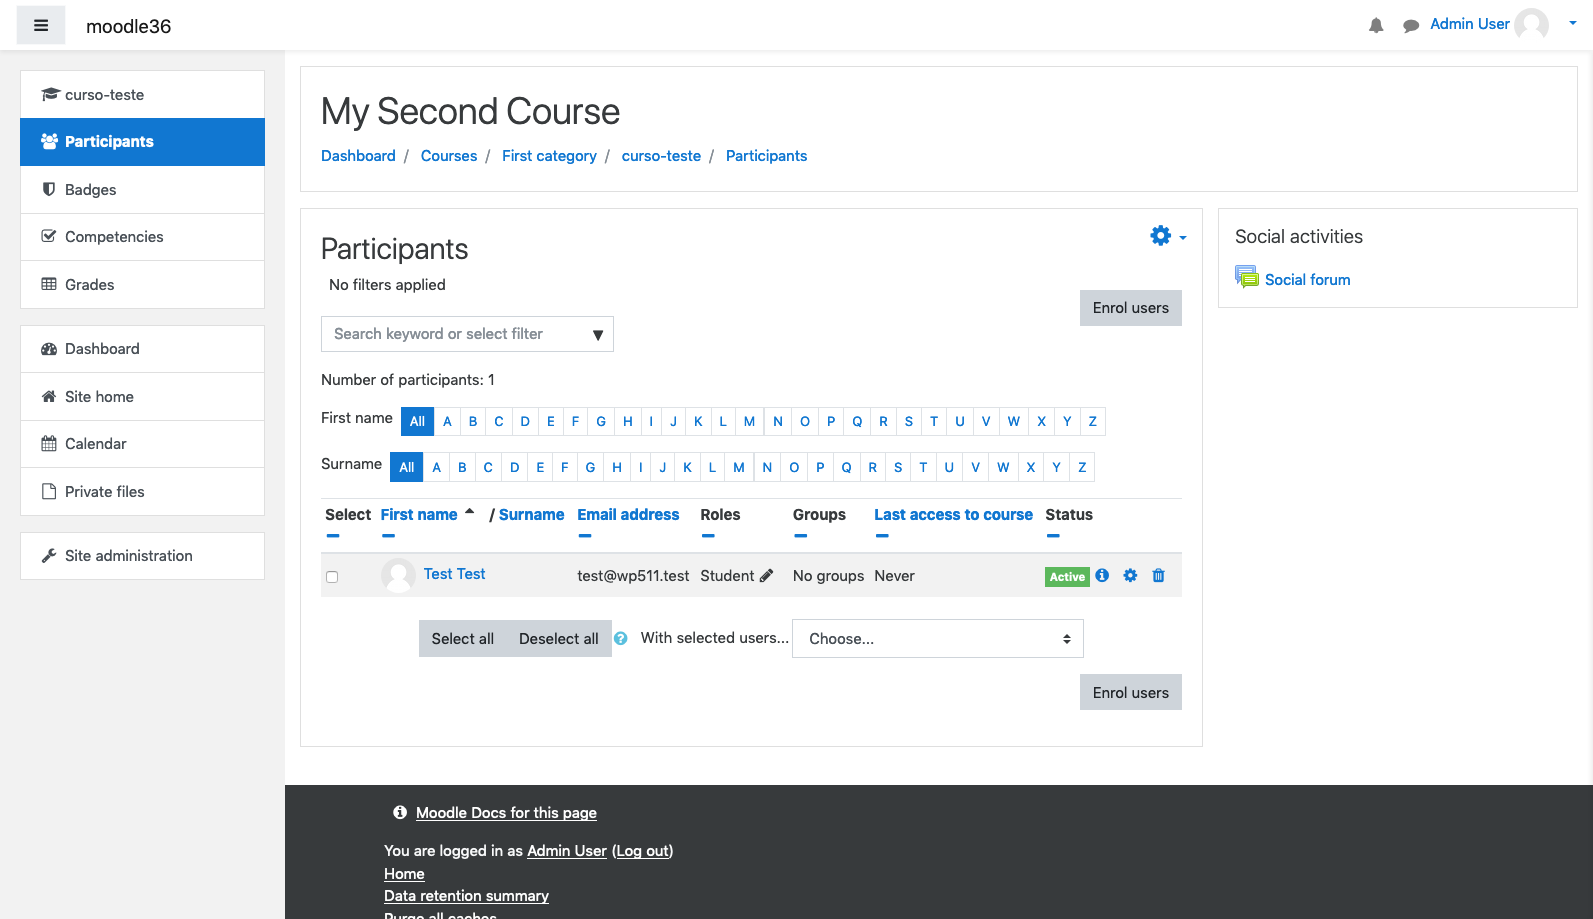 moodle36
Admin User
curso-teste
Participants
Badges
Competencies
Grades
Dashboard
Site home
Calendar
Private files
Site administration
My Second Course
Dashboard / Courses / First category / curso-teste / Participants
Participants
No filters applied
Enrol users
Search keyword or select filter ▼
Number of participants: 1
First name All A B C D E F G H I J K L M N O P Q R S T U V W X Y Z
Surname All A B C D E F G H I J K L M N O P Q R S T U V W X Y Z
Select First name / Surname Email address Roles Groups Last access to course Status
Test Test test@wp511.test Student No groups Never Active
Select all Deselect all With selected users... Choose...
Enrol users
Social activities
Social forum
Moodle Docs for this page
You are logged in as Admin User (Log out)
Home
Data retention summary
Purge all caches